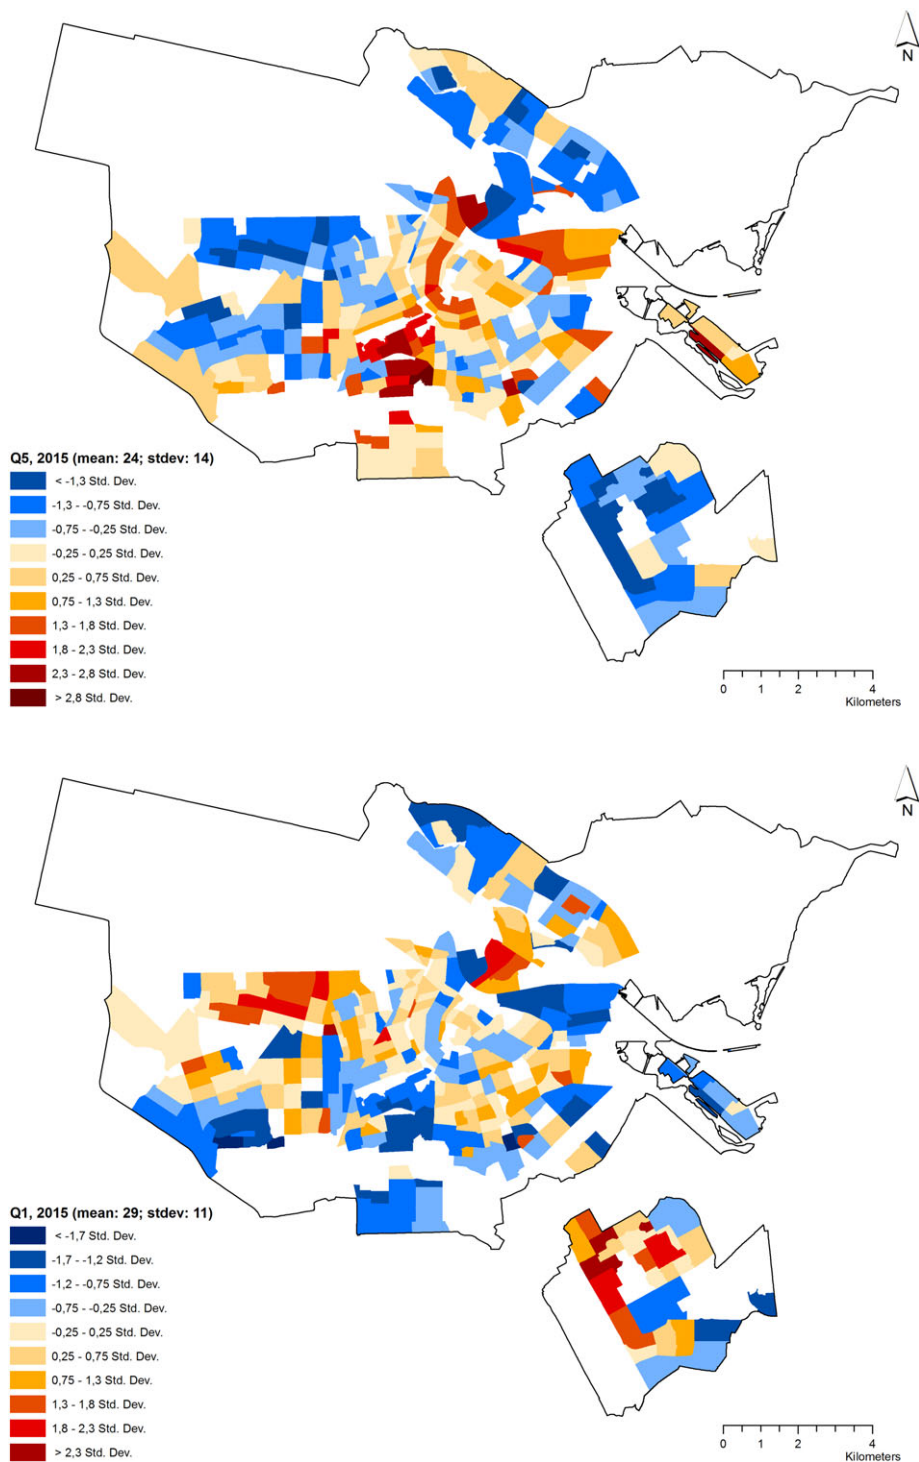 N
Q5, 2015 (mean: 24; stdev: 14)
< -1,3 Std. Dev.
-1,3 - -0,75 Std. Dev.
-0,75 - -0,25 Std. Dev.
-0,25 - 0,25 Std. Dev.
0,25 - 0,75 Std. Dev.
0,75 - 1,3 Std. Dev.
1,3 - 1,8 Std. Dev.
1,8 - 2,3 Std. Dev.
2,3 - 2,8 Std. Dev.
> 2,8 Std. Dev.
0 1 2 4
Kilometers
N
Q1, 2015 (mean: 29; stdev: 11)
< -1,7 Std. Dev.
-1,7 - -1,2 Std. Dev.
-1,2 - -0,75 Std. Dev.
-0,75 - -0,25 Std. Dev.
-0,25 - 0,25 Std. Dev.
0,25 - 0,75 Std. Dev.
0,75 - 1,3 Std. Dev.
1,3 - 1,8 Std. Dev.
1,8 - 2,3 Std. Dev.
> 2,3 Std. Dev.
0 1 2 4
Kilometers